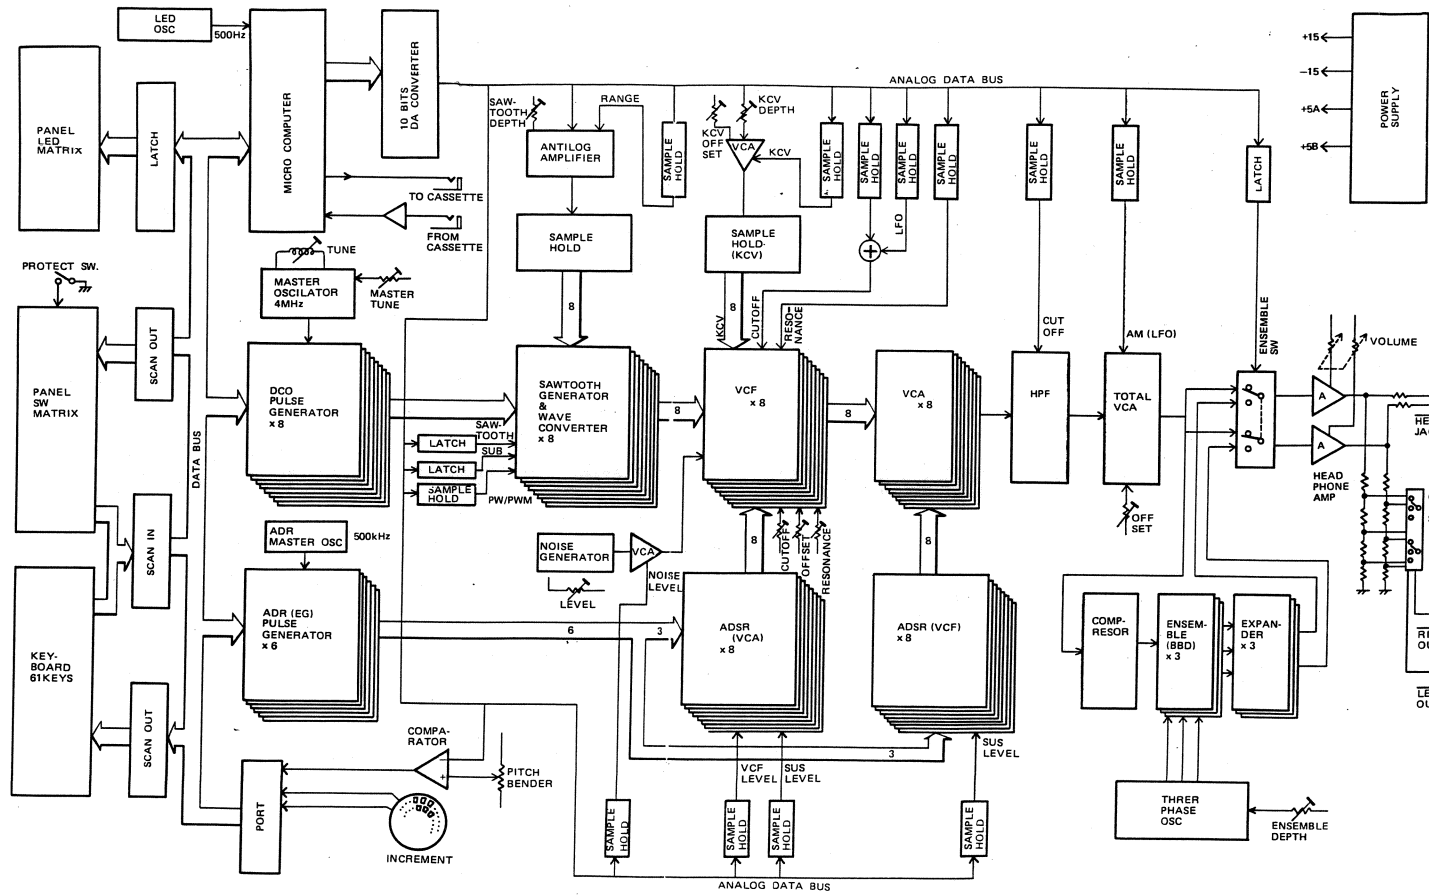 LED
OSC
500Hz
PANEL
LED
MATRIX
LATCH
MICRO COMPUTER
10 BITS
DA CONVERTER
TO CASSETTE
FROM
CASSETTE
ANALOG DATA BUS
SAW-
TOOTH
DEPTH
RANGE
ANTILOG
AMPLIFIER
SAMPLE
HOLD
KCV
OFF
SET
KCV
DEPTH
VCA
KCV
SAMPLE
HOLD
SAMPLE
HOLD
SAMPLE
HOLD
SAMPLE
HOLD
SAMPLE
HOLD
SAMPLE
HOLD
LATCH
+15
-15
+5A
+5B
POWER
SUPPLY
SAMPLE
HOLD
SAMPLE
HOLD-
(KCV)
LFO
+
PROTECT SW.
TUNE
MASTER
OSCILATOR
4MHz
MASTER
TUNE
8
8
KCV
CUTOFF
RESO-
NANCE
CUT
OFF
AM (LFO)
ENSEMBLE
SW
VOLUME
PANEL
SW
MATRIX
SCAN OUT
DATA BUS
DCO
PULSE
GENERATOR
x 8
SAWTOOTH
GENERATOR
&
WAVE
CONVERTER
x 8
8
VCF
x 8
8
VCA
x 8
HPF
TOTAL
VCA
A
A
HEAD
PHONE
AMP
HE
JAC
LATCH
SAW-
TOOTH
LATCH
SUB
SAMPLE
HOLD
PW/PWM
OFF
SET
SCAN IN
ADR
MASTER OSC
500kHz
NOISE
GENERATOR
VCA
LEVEL
NOISE
LEVEL
8
CUTOFF
OFFSET
RESONANCE
8
KEY-
BOARD
61KEYS
ADR (EG)
PULSE
GENERATOR
x 6
6
3
ADSR
(VCA)
x 8
ADSR (VCF)
x 8
COMP-
RESOR
ENSEM-
BLE
(BBD)
x 3
EXPAN-
DER
x 3
RI
OU
LE
OU
SCAN OUT
COMPA-
RATOR
-
+
PITCH
BENDER
3
VCF
LEVEL
SUS
LEVEL
SUS
LEVEL
PORT
INCREMENT
SAMPLE
HOLD
SAMPLE
HOLD
SAMPLE
HOLD
SAMPLE
HOLD
THRER
PHASE
OSC
ENSEMBLE
DEPTH
ANALOG DATA BUS